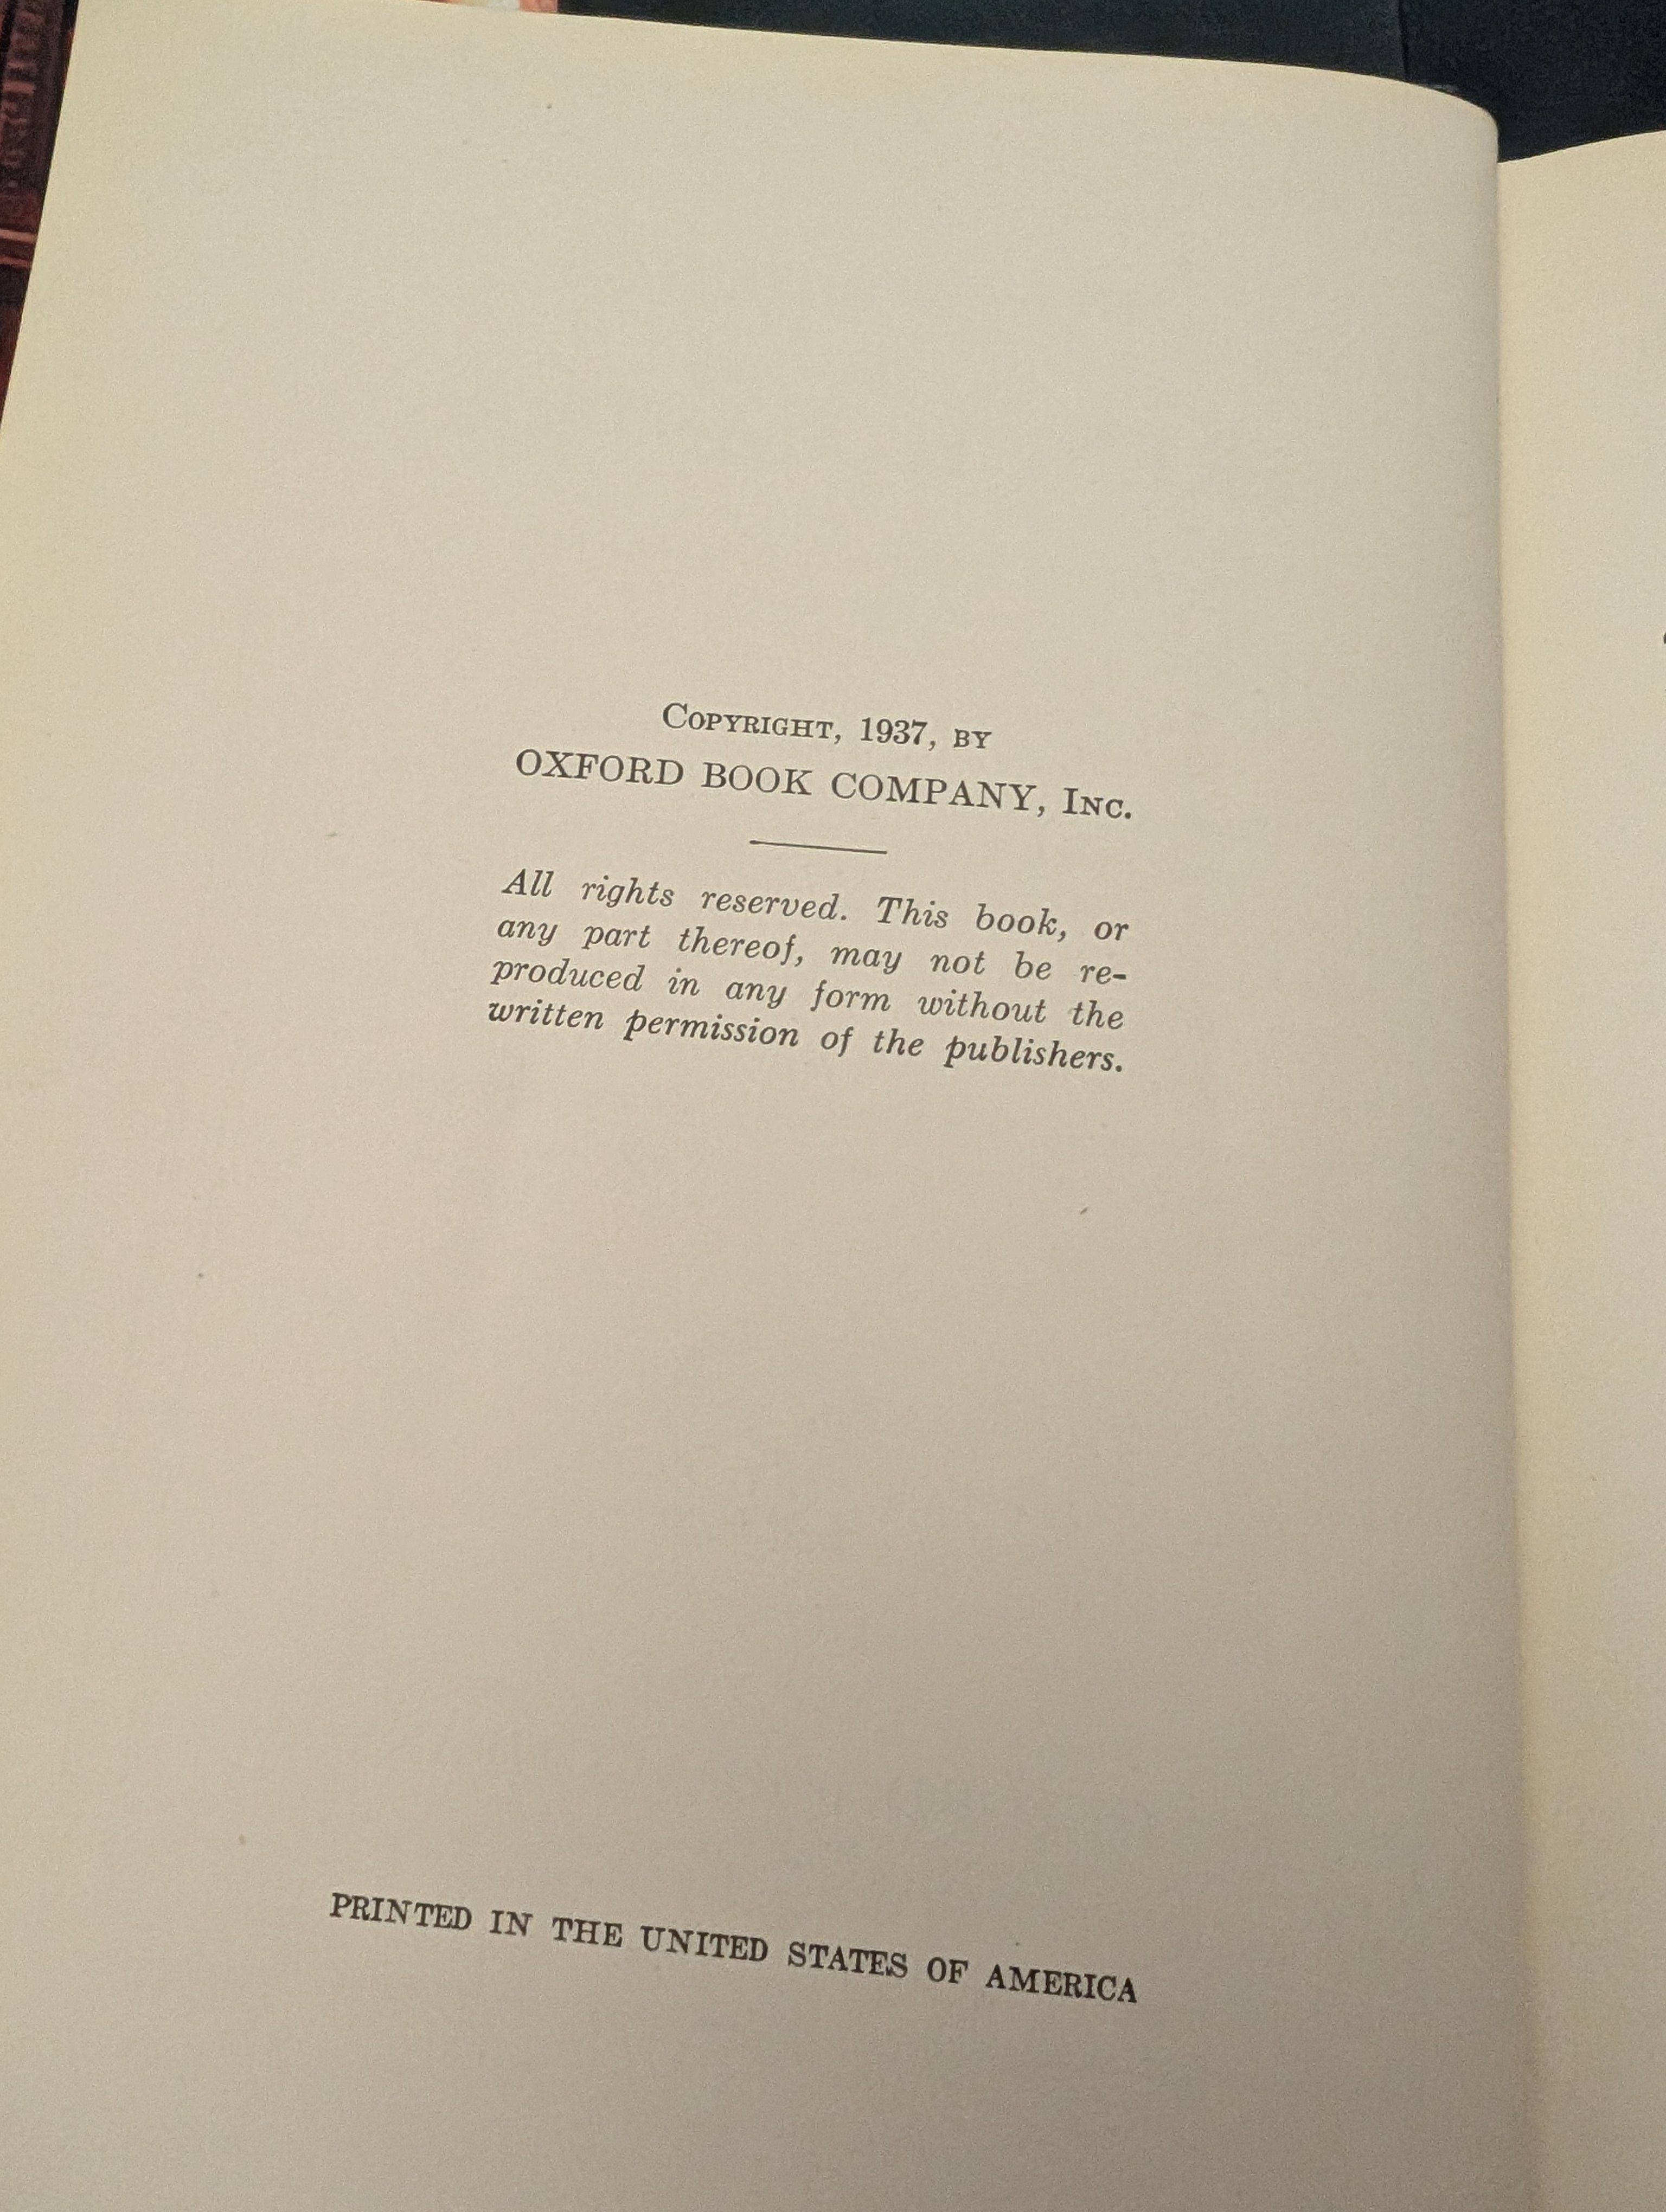 Copyright, 1937, by
OXFORD BOOK COMPANY, Inc.
All rights reserved. This book, or
any part thereof, may not be re-
produced in any form without the
written permission of the publishers.
PRINTED IN THE UNITED STATES OF AMERICA